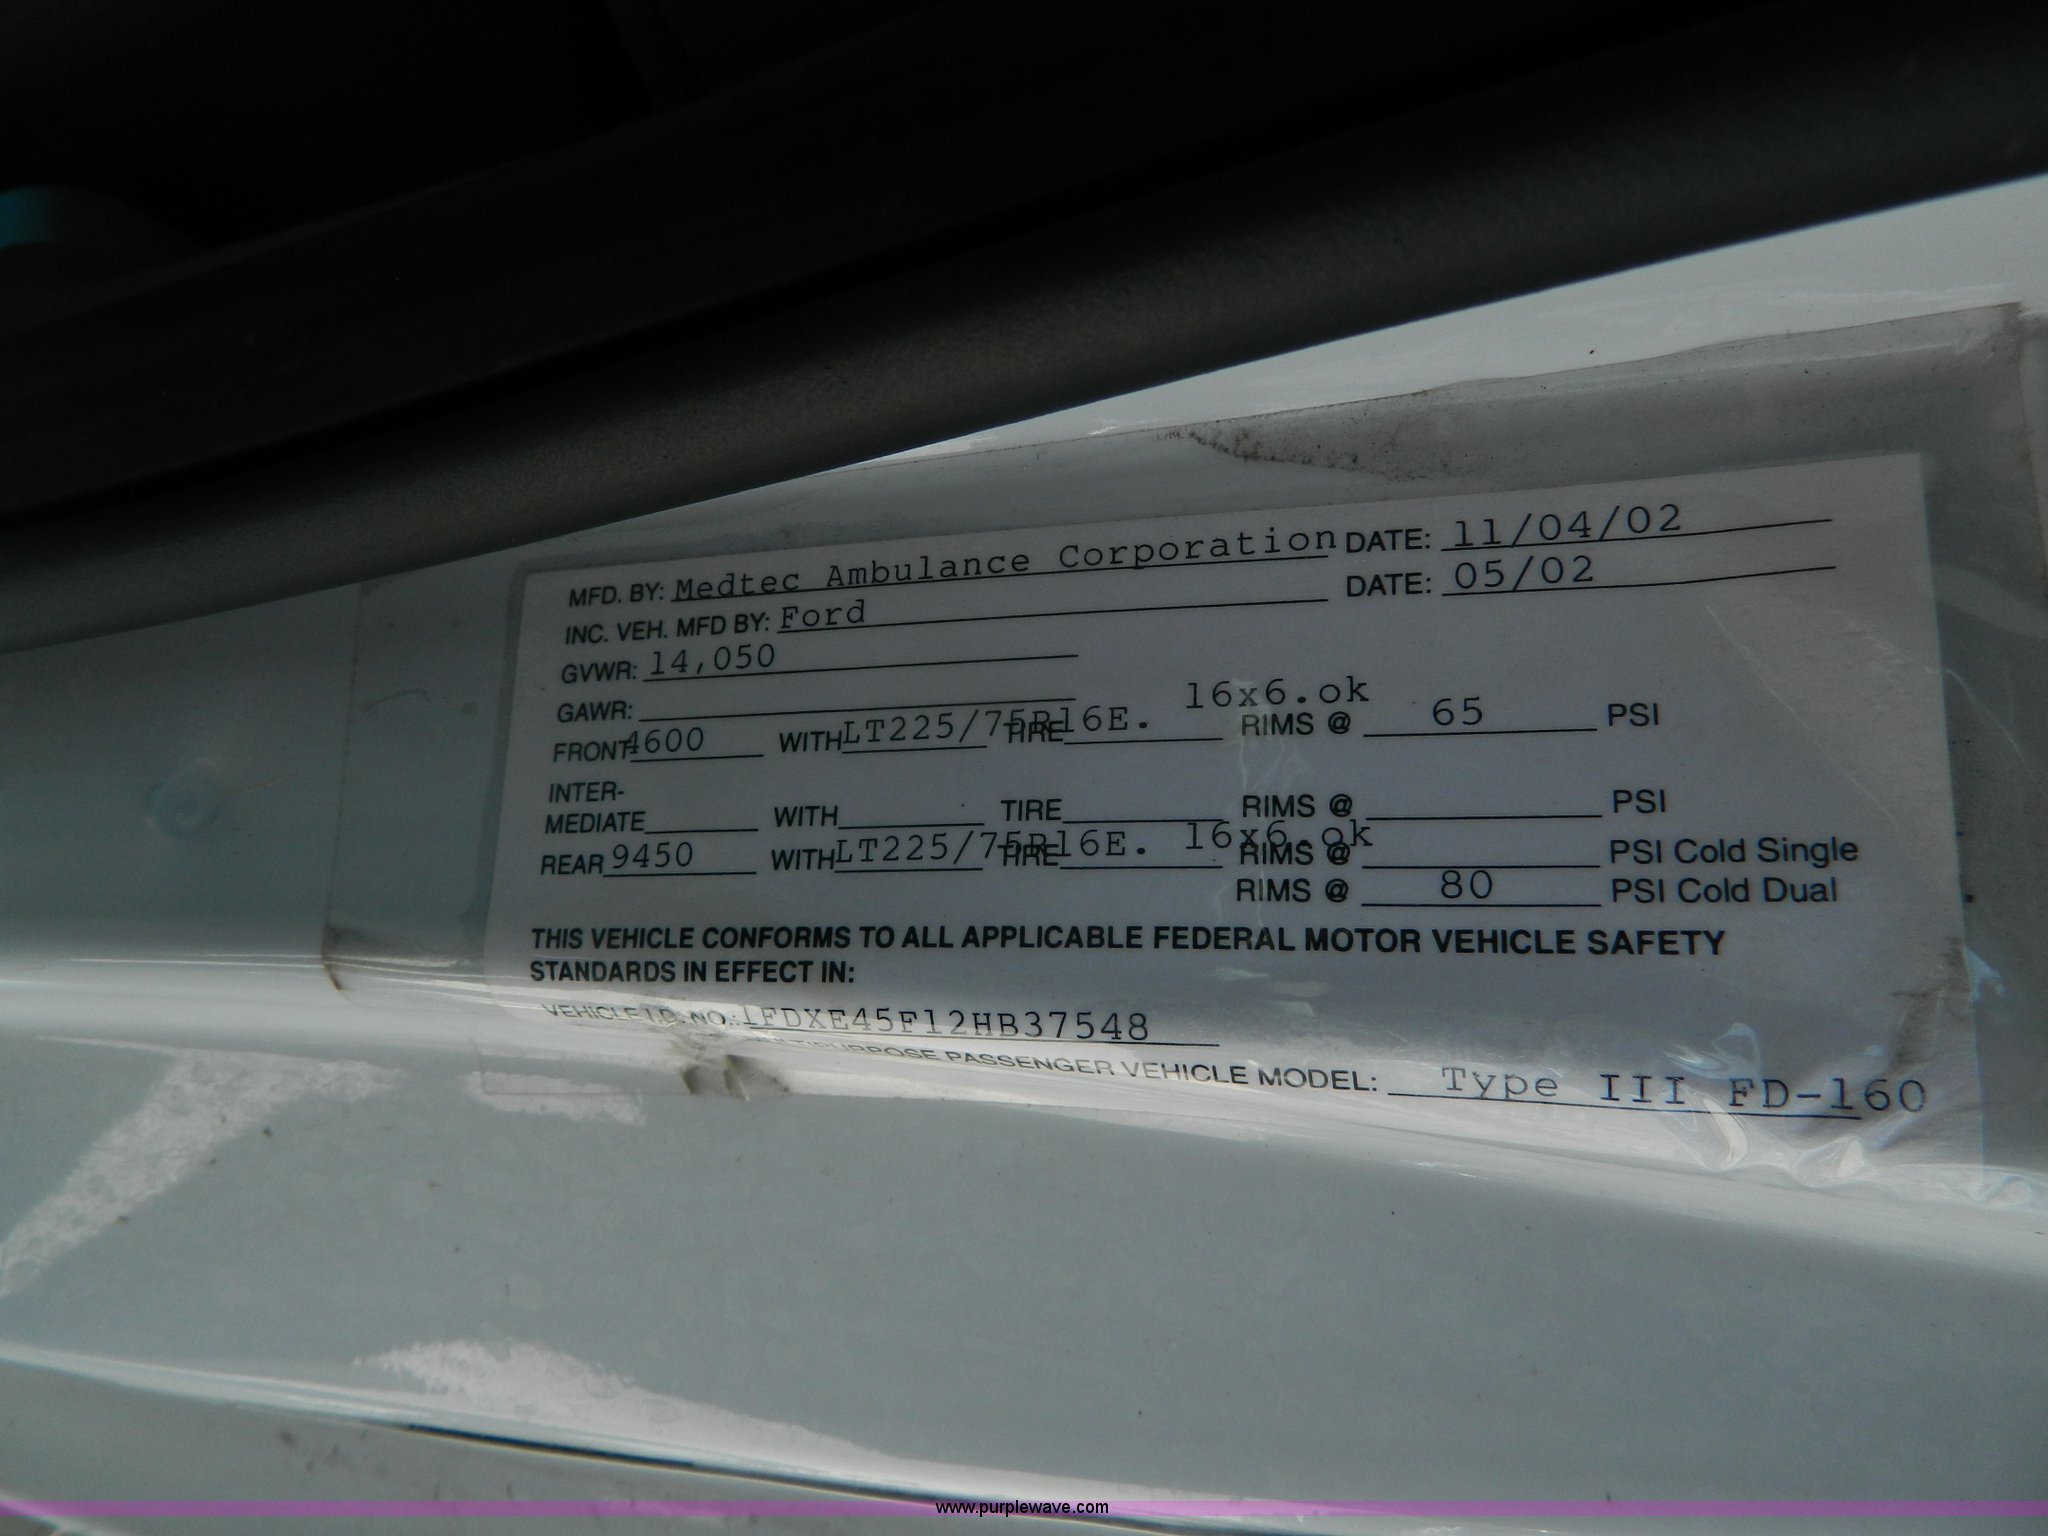 MFD. BY: Medtec Ambulance Corporation DATE: 11/04/02
INC. VEH. MFD BY: Ford DATE: 05/02
GVWR: 14,050
GAWR:
FRONT 4600 WITH LT225/75R16E. TIRE 16x6.ok RIMS @ 65 PSI
INTER-
MEDIATE WITH TIRE RIMS @ PSI
REAR 9450 WITH LT225/75R16E. TIRE 16x6.ok RIMS @ PSI Cold Single
RIMS @ 80 PSI Cold Dual
THIS VEHICLE CONFORMS TO ALL APPLICABLE FEDERAL MOTOR VEHICLE SAFETY
STANDARDS IN EFFECT IN:
VEHICLE I.D. NO.: 1FDXE45F12HB37548
PASSENGER VEHICLE MODEL: Type III FD-160
www.purplewave.com